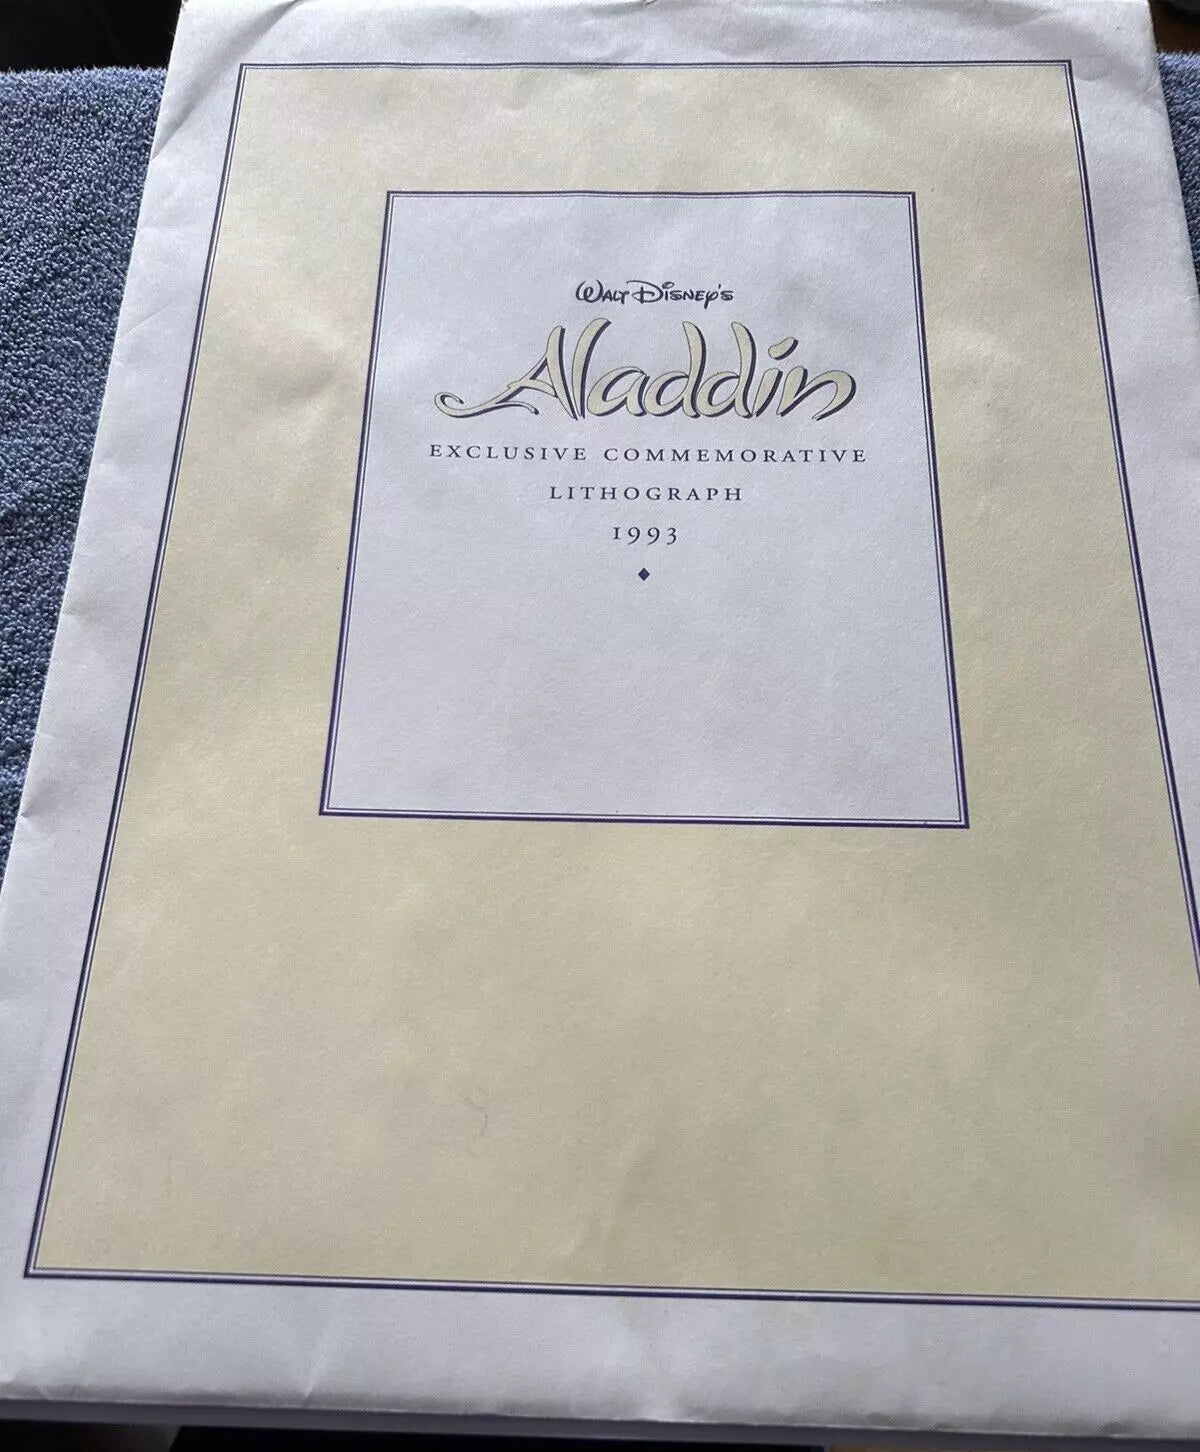 Walt Disney's
Aladdin
EXCLUSIVE COMMEMORATIVE
LITHOGRAPH
1993